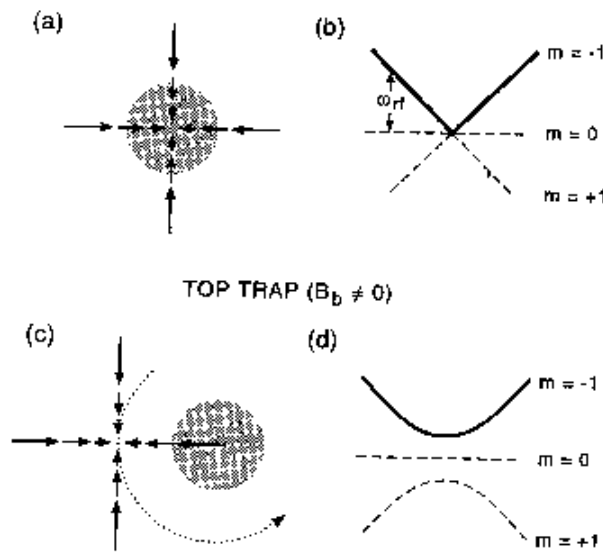 (a)
(b)
m = -1
ω_rf
m = 0
m = +1
TOP TRAP (B_b ≠ 0)
(c)
(d)
m = -1
m = 0
m = +1